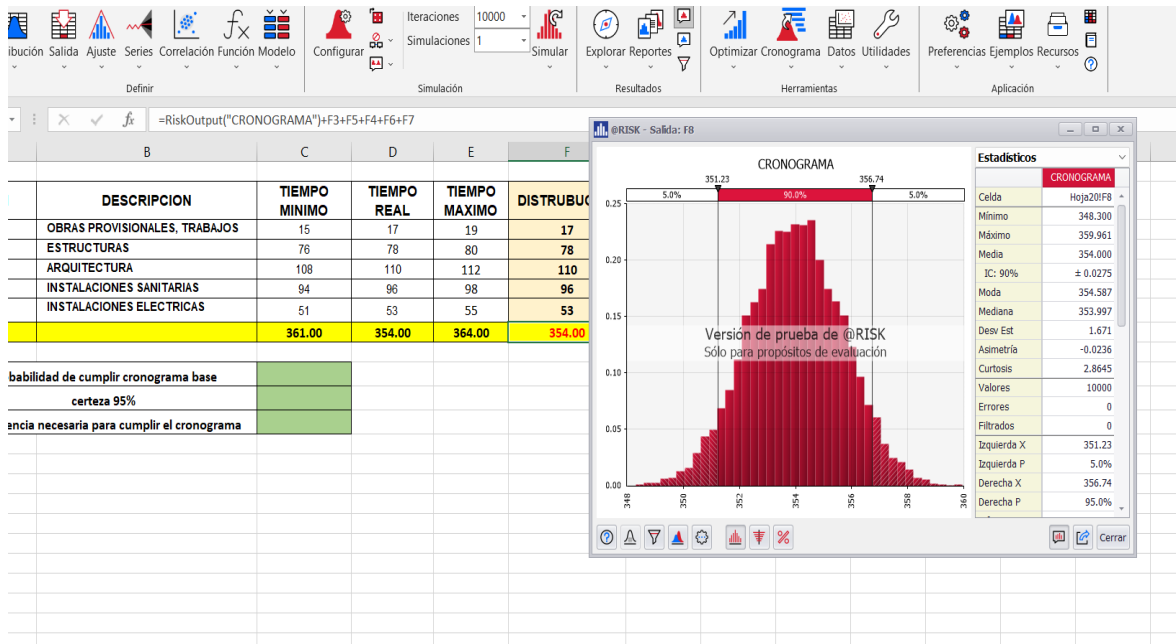 Iteraciones 10000
Simulaciones 1
ibución Salida Ajuste Series Correlación Función Modelo Configurar Simular Explorar Reportes Optimizar Cronograma Datos Utilidades Preferencias Ejemplos Recursos
Definir Simulación Resultados Herramientas Aplicación
fx =RiskOutput("CRONOGRAMA")+F3+F5+F4+F6+F7
B C D E F
DESCRIPCION TIEMPO MINIMO TIEMPO REAL TIEMPO MAXIMO DISTRUBUC
OBRAS PROVISIONALES, TRABAJOS 15 17 19 17
ESTRUCTURAS 76 78 80 78
ARQUITECTURA 108 110 112 110
INSTALACIONES SANITARIAS 94 96 98 96
INSTALACIONES ELECTRICAS 51 53 55 53
361.00 354.00 364.00 354.00
babilidad de cumplir cronograma base
certeza 95%
encia necesaria para cumplir el cronograma
@RISK - Salida: F8
CRONOGRAMA
351.23 356.74
5.0% 90.0% 5.0%
0.25
0.20
0.15
0.10
0.05
0.00
Versión de prueba de @RISK
Sólo para propósitos de evaluación
348 350 352 354 356 358 360
Estadísticos
CRONOGRAMA
Celda Hoja20!F8
Mínimo 348.300
Máximo 359.961
Media 354.000
IC: 90% ± 0.0275
Moda 354.587
Mediana 353.997
Desv Est 1.671
Asimetría -0.0236
Curtosis 2.8645
Valores 10000
Errores 0
Filtrados 0
Izquierda X 351.23
Izquierda P 5.0%
Derecha X 356.74
Derecha P 95.0%
Cerrar